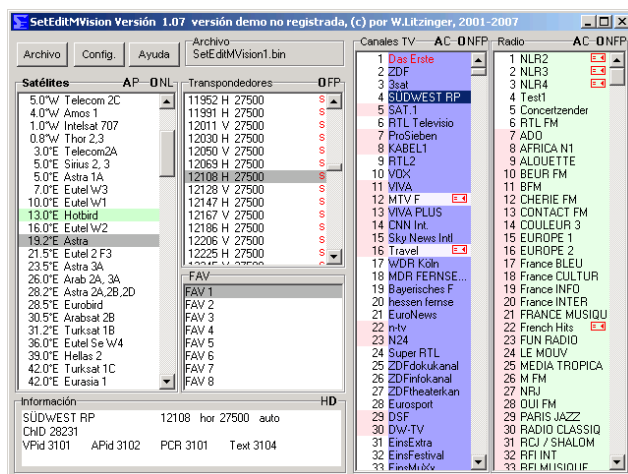 SetEditMVision Versión 1.07 versión demo no registrada, (c) por W.Litzinger, 2001-2007
Archivo
Config.
Ayuda
Archivo
SetEditMVision1.bin
Satélites AP-ONL
5.0°W Telecom 2C
4.0°W Amos 1
1.0°W Intelsat 707
0.8°W Thor 2,3
3.0°E Telecom2A
5.0°E Sirius 2, 3
5.0°E Astra 1A
7.0°E Eutel W3
10.0°E Eutel W1
13.0°E Hotbird
16.0°E Eutel W2
19.2°E Astra
21.5°E Eutel 2 F3
23.5°E Astra 3A
26.0°E Arab 2A, 3A
28.2°E Astra 2A,2B,2D
28.5°E Eurobird
30.5°E Arabsat 2B
31.2°E Turksat 1B
36.0°E Eutel Se W4
39.0°E Hellas 2
42.0°E Turksat 1C
42.0°E Eurasia 1
Transpondedores OFP
11952 H 27500 S
11991 H 27500 S
12011 V 27500 S
12030 H 27500 S
12050 V 27500 S
12069 H 27500 S
12108 H 27500 S
12128 V 27500 S
12147 H 27500 S
12167 V 27500 S
12186 H 27500 S
12206 V 27500 S
12225 H 27500 S
FAV
FAV 1
FAV 2
FAV 3
FAV 4
FAV 5
FAV 6
FAV 7
FAV 8
Información HD
SÜDWEST RP 12108 hor 27500 auto
ChID 28231
VPid 3101 APid 3102 PCR 3101 Text 3104
Canales TV AC ONFP
1 Das Erste
2 ZDF
3 3sat
4 SÜDWEST RP
5 SAT.1
6 RTL Televisio
7 ProSieben
8 KABEL1
9 RTL2
10 VOX
11 VIVA
12 MTV F
13 VIVA PLUS
14 CNN Int.
15 Sky News Intl
16 Travel
17 WDR Köln
18 MDR FERNSE...
19 Bayerisches F
20 hessen fernse
21 EuroNews
22 n-tv
23 N24
24 Super RTL
25 ZDFdokukanal
26 ZDFinfokanal
27 ZDFtheaterkan
28 Eurosport
29 DSF
30 DW-TV
31 EinsExtra
32 EinsFestival
33 EinsMuXx
Radio AC ONFP
1 NLR2
2 NLR3
3 NLR4
4 Test1
5 Concertzender
6 RTL FM
7 ADO
8 AFRICA N1
9 ALOUETTE
10 BEUR FM
11 BFM
12 CHERIE FM
13 CONTACT FM
14 COULEUR 3
15 EUROPE 1
16 EUROPE 2
17 France BLEU
18 France CULTUR
19 France INFO
20 France INTER
21 FRANCE MUSIQU
22 French Hits
23 FUN RADIO
24 LE MOUV
25 MEDIA TROPICA
26 M FM
27 NRJ
28 OUI FM
29 PARIS JAZZ
30 RADIO CLASSIQ
31 RCJ / SHALOM
32 RFI INT
33 RFI MUSIQUE